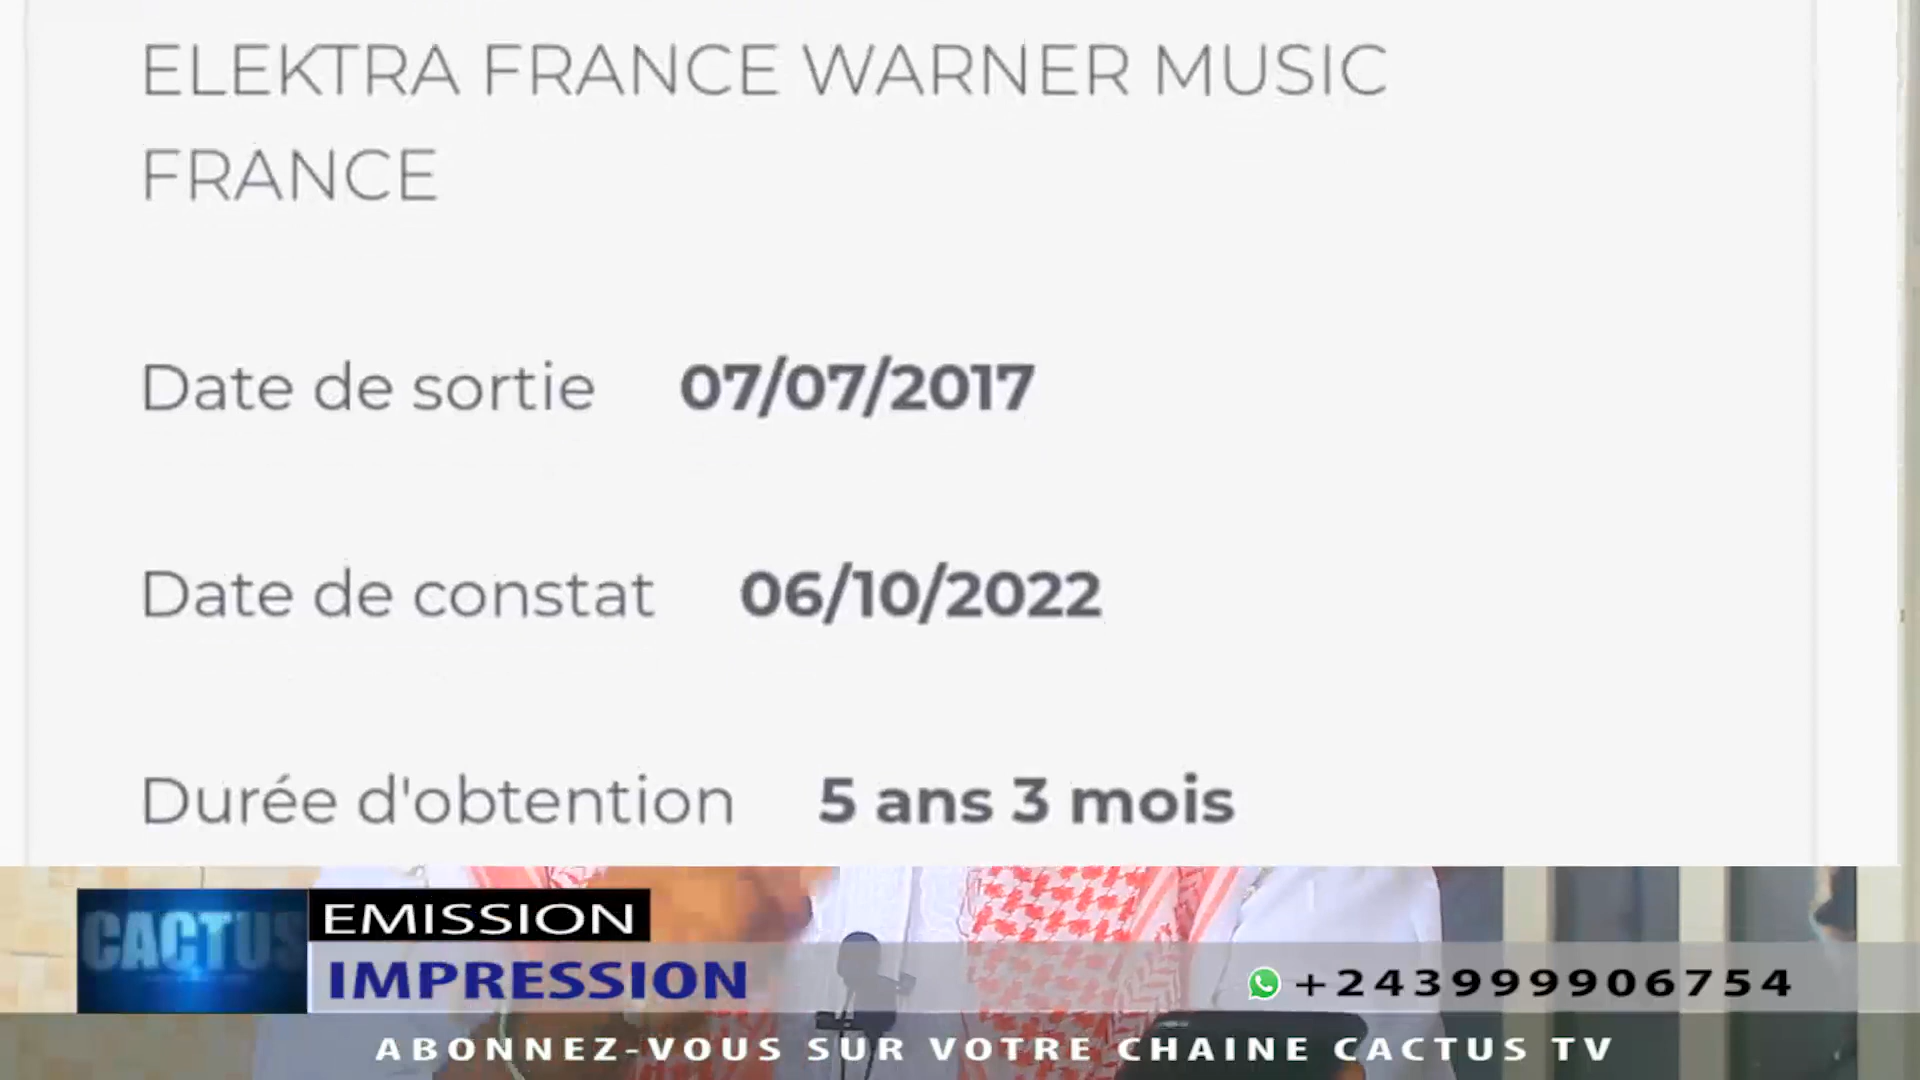 ELEKTRA FRANCE WARNER MUSIC
FRANCE
Date de sortie 07/07/2017
Date de constat 06/10/2022
Durée d'obtention 5 ans 3 mois
CACTUS
EMISSION
IMPRESSION
+243999906754
ABONNEZ-VOUS SUR VOTRE CHAINE CACTUS TV